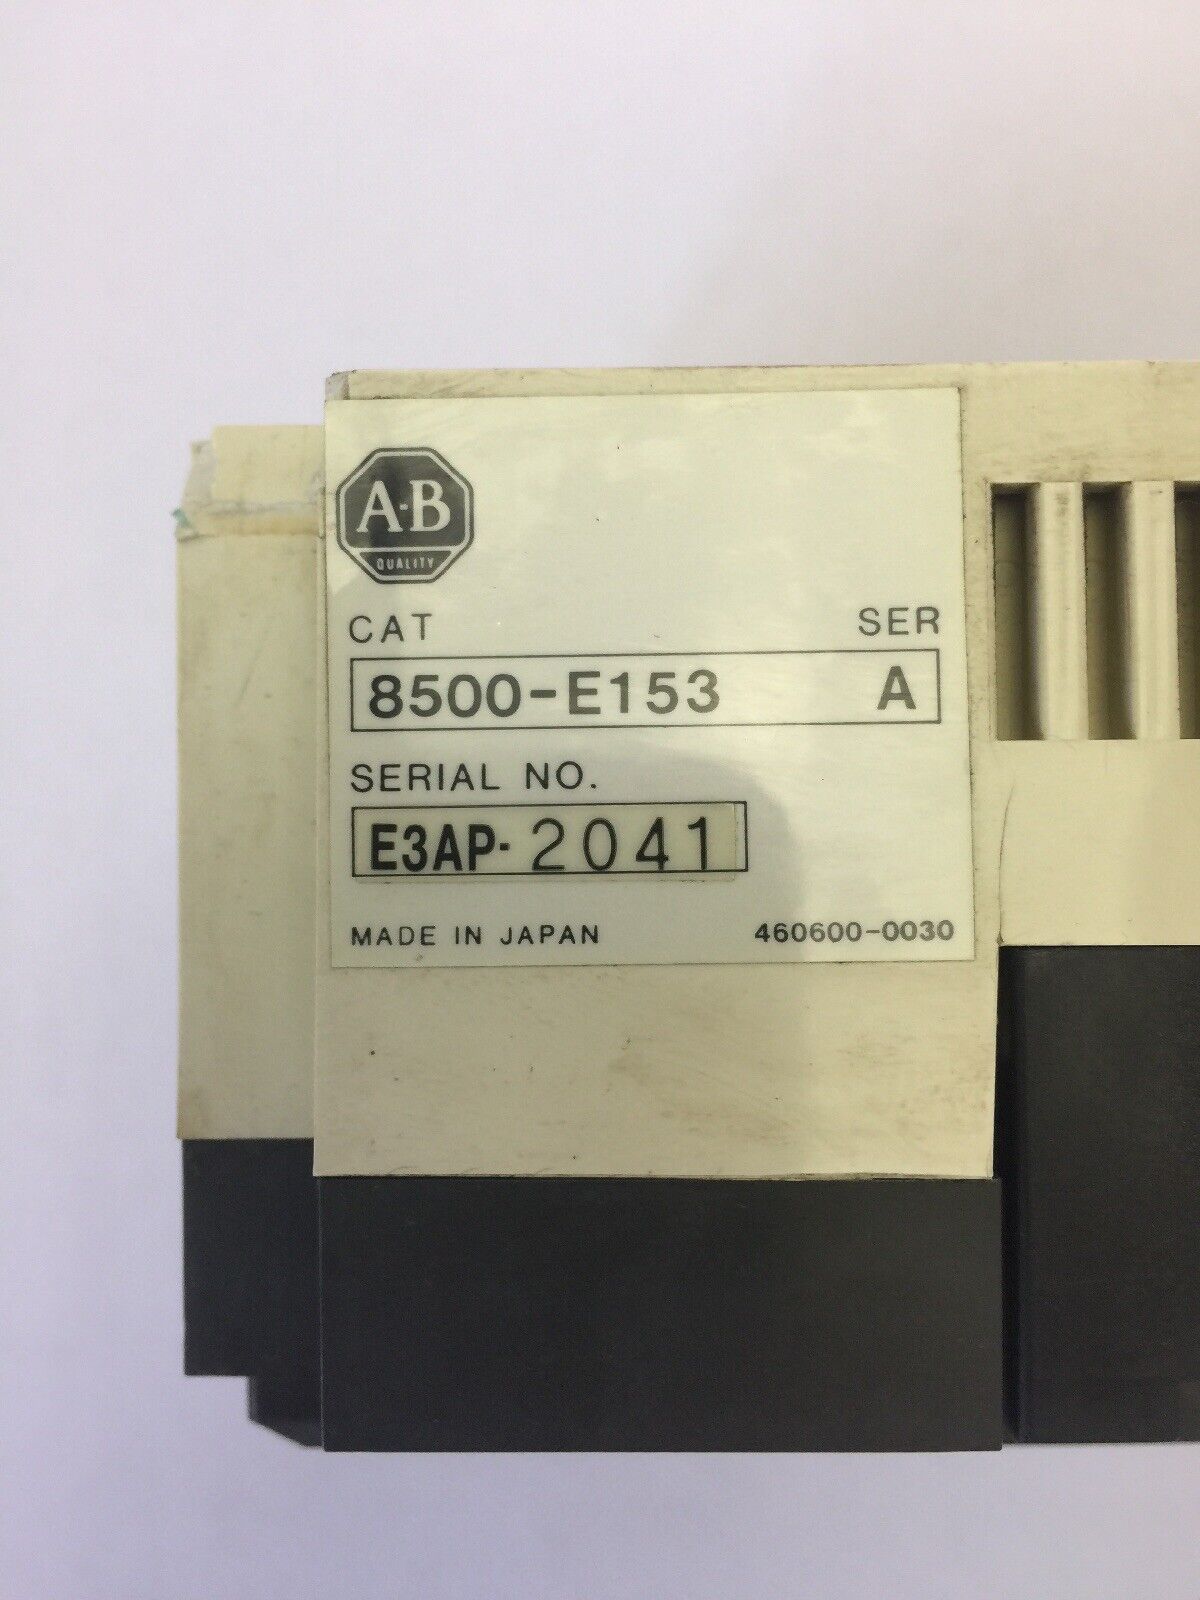 A-B
QUALITY
CAT SER
8500-E153 A
SERIAL NO.
E3AP-2041
MADE IN JAPAN 460600-0030